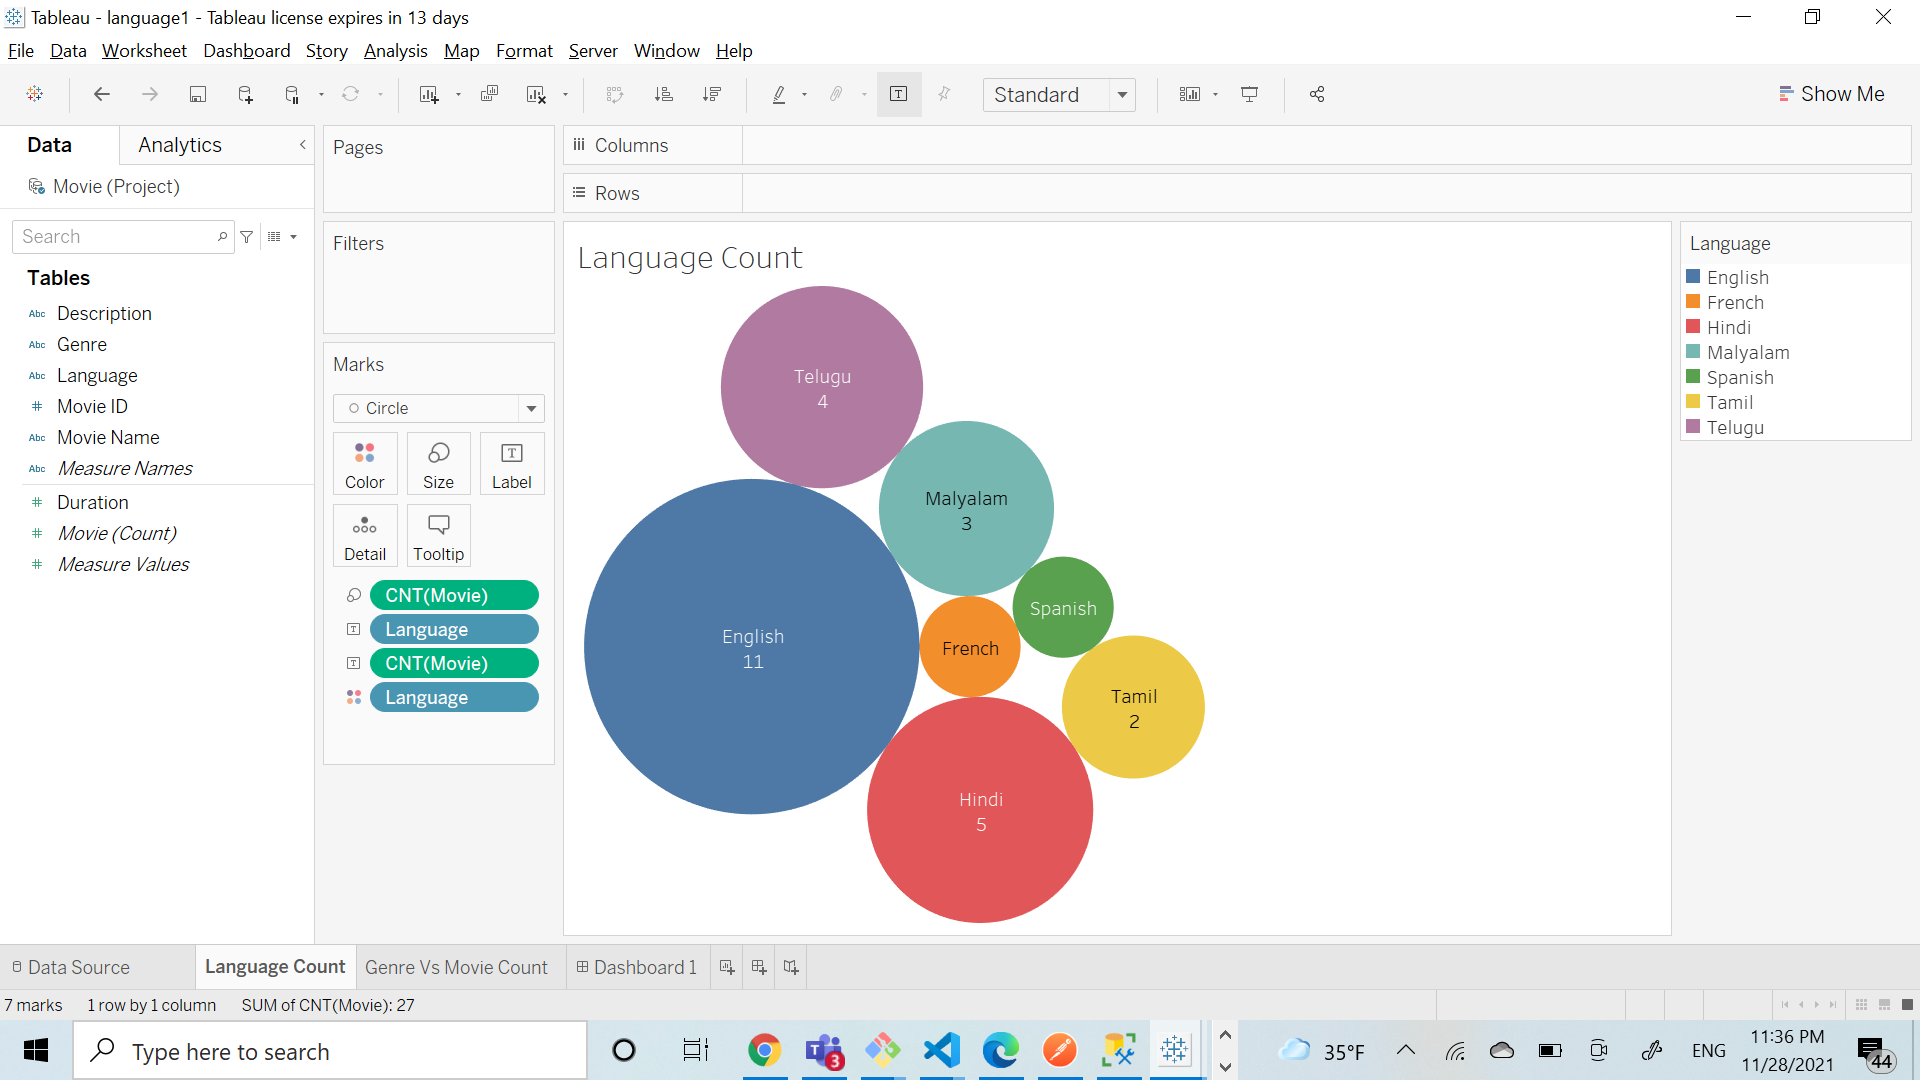 Tableau - language1 - Tableau license expires in 13 days
File Data Worksheet Dashboard Story Analysis Map Format Server Window Help
Standard
Show Me
Data Analytics
Movie (Project)
Search
Tables
Abc Description
Abc Genre
Abc Language
# Movie ID
Abc Movie Name
Abc Measure Names
# Duration
# Movie (Count)
# Measure Values
Pages
Filters
Marks
Circle
Color Size Label
Detail Tooltip
CNT(Movie)
Language
CNT(Movie)
Language
Columns
Rows
Language Count
Telugu
4
Malyalam
3
Spanish
English
11
French
Tamil
2
Hindi
5
Language
English
French
Hindi
Malyalam
Spanish
Tamil
Telugu
Data Source Language Count Genre Vs Movie Count Dashboard 1
7 marks 1 row by 1 column SUM of CNT(Movie): 27
Type here to search
3
35°F
ENG
11:36 PM
11/28/2021
44